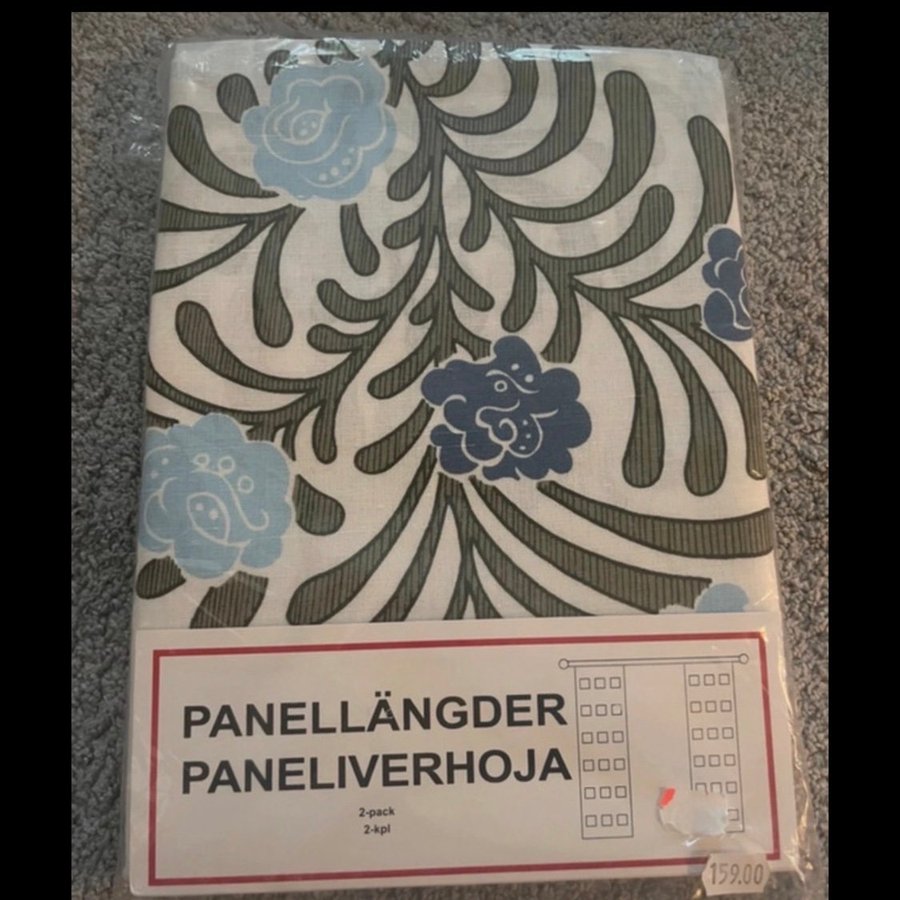 PANELLÄNGDER
PANELIVERHOJA
2-pack
2-kpl
159.00